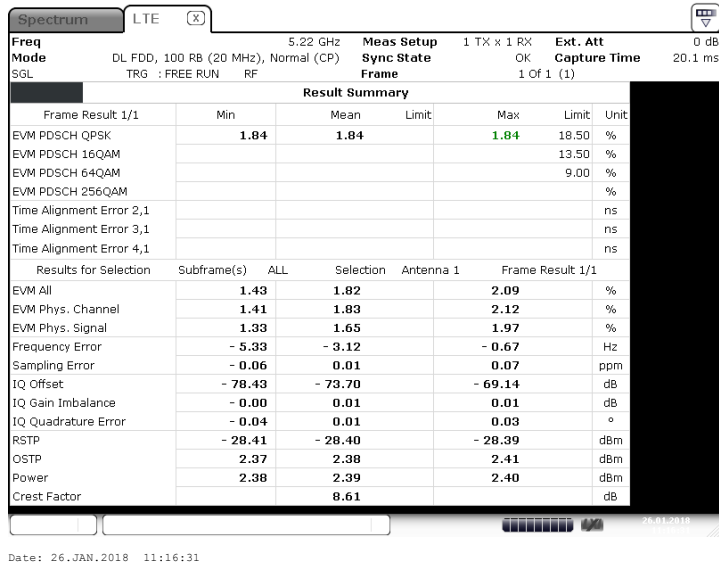 Spectrum LTE X
Freq 5.22 GHz Meas Setup 1 TX x 1 RX Ext. Att 0 dB
Mode DL FDD, 100 RB (20 MHz), Normal (CP) Sync State OK Capture Time 20.1 ms
SGL TRG : FREE RUN RF Frame 1 Of 1 (1)
Result Summary
Frame Result 1/1 Min Mean Limit Max Limit Unit
EVM PDSCH QPSK 1.84 1.84 1.84 18.50 %
EVM PDSCH 16QAM 13.50 %
EVM PDSCH 64QAM 9.00 %
EVM PDSCH 256QAM %
Time Alignment Error 2,1 ns
Time Alignment Error 3,1 ns
Time Alignment Error 4,1 ns
Results for Selection Subframe(s) ALL Selection Antenna 1 Frame Result 1/1
EVM All 1.43 1.82 2.09 %
EVM Phys. Channel 1.41 1.83 2.12 %
EVM Phys. Signal 1.33 1.65 1.97 %
Frequency Error - 5.33 - 3.12 - 0.67 Hz
Sampling Error - 0.06 0.01 0.07 ppm
IQ Offset - 78.43 - 73.70 - 69.14 dB
IQ Gain Imbalance - 0.00 0.01 0.01 dB
IQ Quadrature Error - 0.04 0.01 0.03 °
RSTP - 28.41 - 28.40 - 28.39 dBm
OSTP 2.37 2.38 2.41 dBm
Power 2.38 2.39 2.40 dBm
Crest Factor 8.61 dB
26.01.2018
Date: 26.JAN.2018 11:16:31